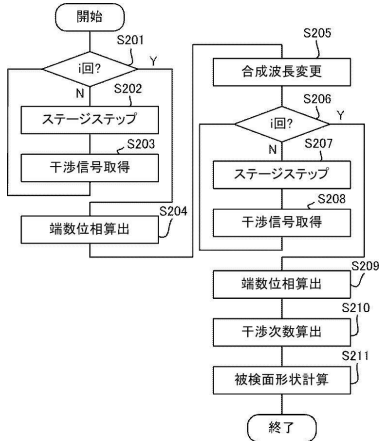 開始
S201
i回?
Y
N
S202
ステージステップ
S203
干渉信号取得
S204
端数位相算出
S205
合成波長変更
S206
i回?
Y
N
S207
ステージステップ
S208
干渉信号取得
S209
端数位相算出
S210
干渉次数算出
S211
被検面形状計算
終了